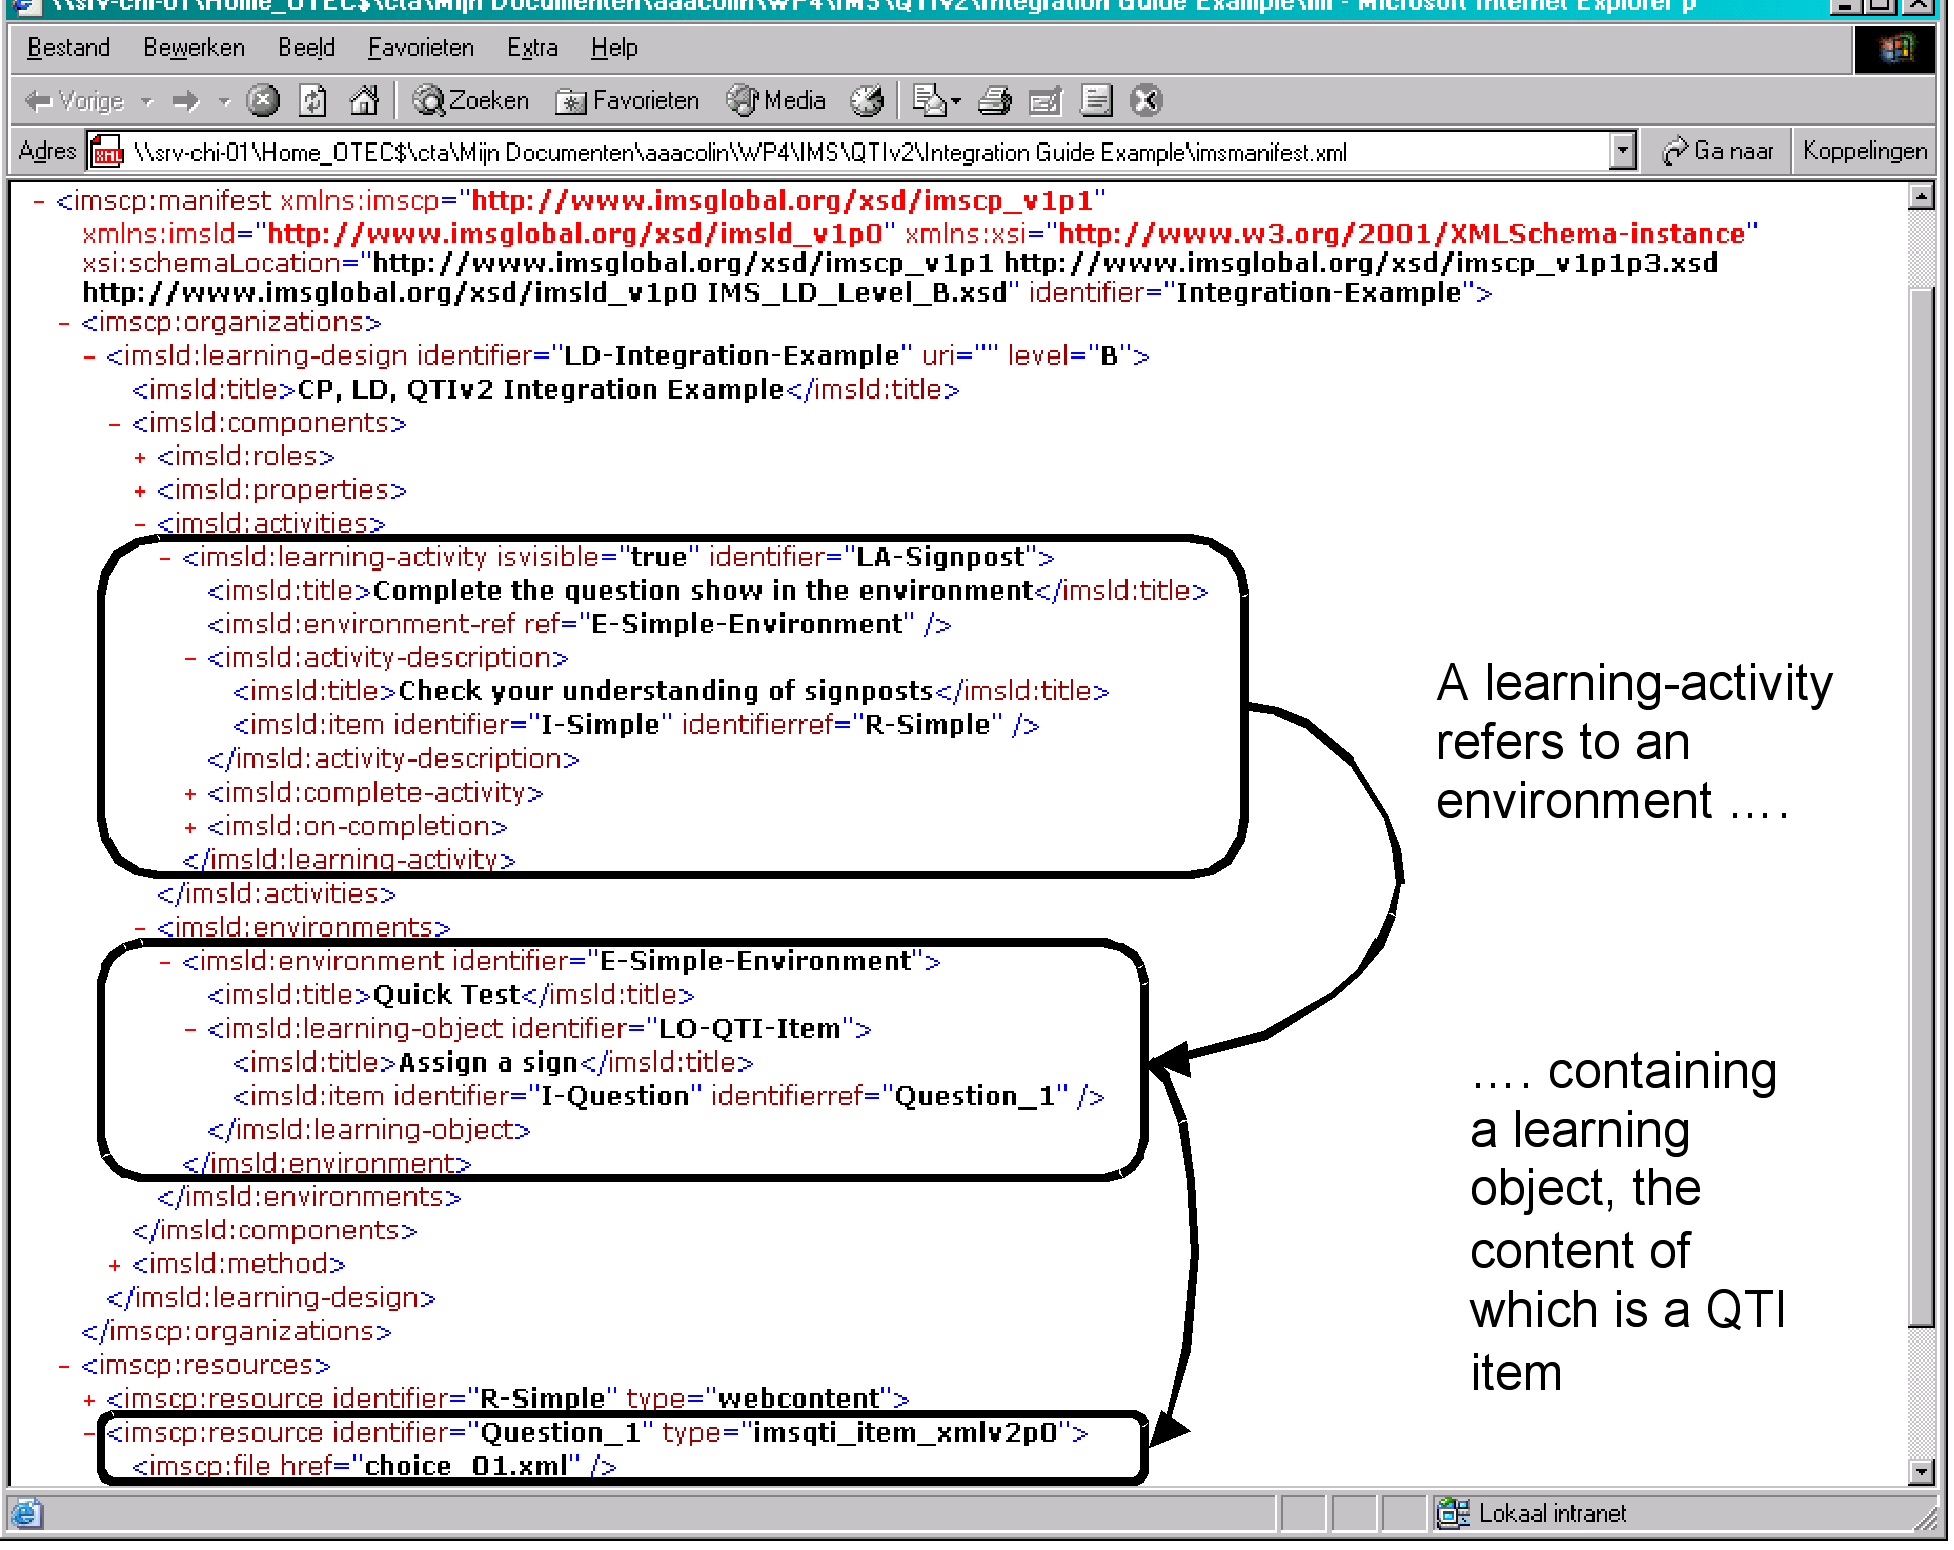 \\srv-chi-01\Home_OTEC$\cta\Mijn Documenten\aaacolin\WP4\IMS\QTIv2\Integration Guide Example\im - Microsoft Internet Explorer p
Bestand Bewerken Beeld Favorieten Extra Help
Vorige Zoeken Favorieten Media
Adres \\srv-chi-01\Home_OTEC$\cta\Mijn Documenten\aaacolin\WP4\IMS\QTIv2\Integration Guide Example\imsmanifest.xml Ga naar Koppelingen
- <imscp:manifest xmlns:imscp="http://www.imsglobal.org/xsd/imscp_v1p1"
xmlns:imsld="http://www.imsglobal.org/xsd/imsld_v1p0" xmlns:xsi="http://www.w3.org/2001/XMLSchema-instance"
xsi:schemaLocation="http://www.imsglobal.org/xsd/imscp_v1p1 http://www.imsglobal.org/xsd/imscp_v1p1p3.xsd
http://www.imsglobal.org/xsd/imsld_v1p0 IMS_LD_Level_B.xsd" identifier="Integration-Example">
- <imscp:organizations>
- <imsld:learning-design identifier="LD-Integration-Example" uri="" level="B">
<imsld:title>CP, LD, QTIv2 Integration Example</imsld:title>
- <imsld:components>
+ <imsld:roles>
+ <imsld:properties>
- <imsld:activities>
- <imsld:learning-activity isvisible="true" identifier="LA-Signpost">
<imsld:title>Complete the question show in the environment</imsld:title>
<imsld:environment-ref ref="E-Simple-Environment" />
- <imsld:activity-description>
<imsld:title>Check your understanding of signposts</imsld:title>
<imsld:item identifier="I-Simple" identifierref="R-Simple" />
</imsld:activity-description>
+ <imsld:complete-activity>
+ <imsld:on-completion>
</imsld:learning-activity>
</imsld:activities>
- <imsld:environments>
- <imsld:environment identifier="E-Simple-Environment">
<imsld:title>Quick Test</imsld:title>
- <imsld:learning-object identifier="LO-QTI-Item">
<imsld:title>Assign a sign</imsld:title>
<imsld:item identifier="I-Question" identifierref="Question_1" />
</imsld:learning-object>
</imsld:environment>
</imsld:environments>
</imsld:components>
+ <imsld:method>
</imsld:learning-design>
</imscp:organizations>
- <imscp:resources>
+ <imscp:resource identifier="R-Simple" type="webcontent">
- <imscp:resource identifier="Question_1" type="imsqti_item_xmlv2p0">
<imscp:file href="choice_01.xml" />
A learning-activity
refers to an
environment ....
.... containing
a learning
object, the
content of
which is a QTI
item
Lokaal intranet